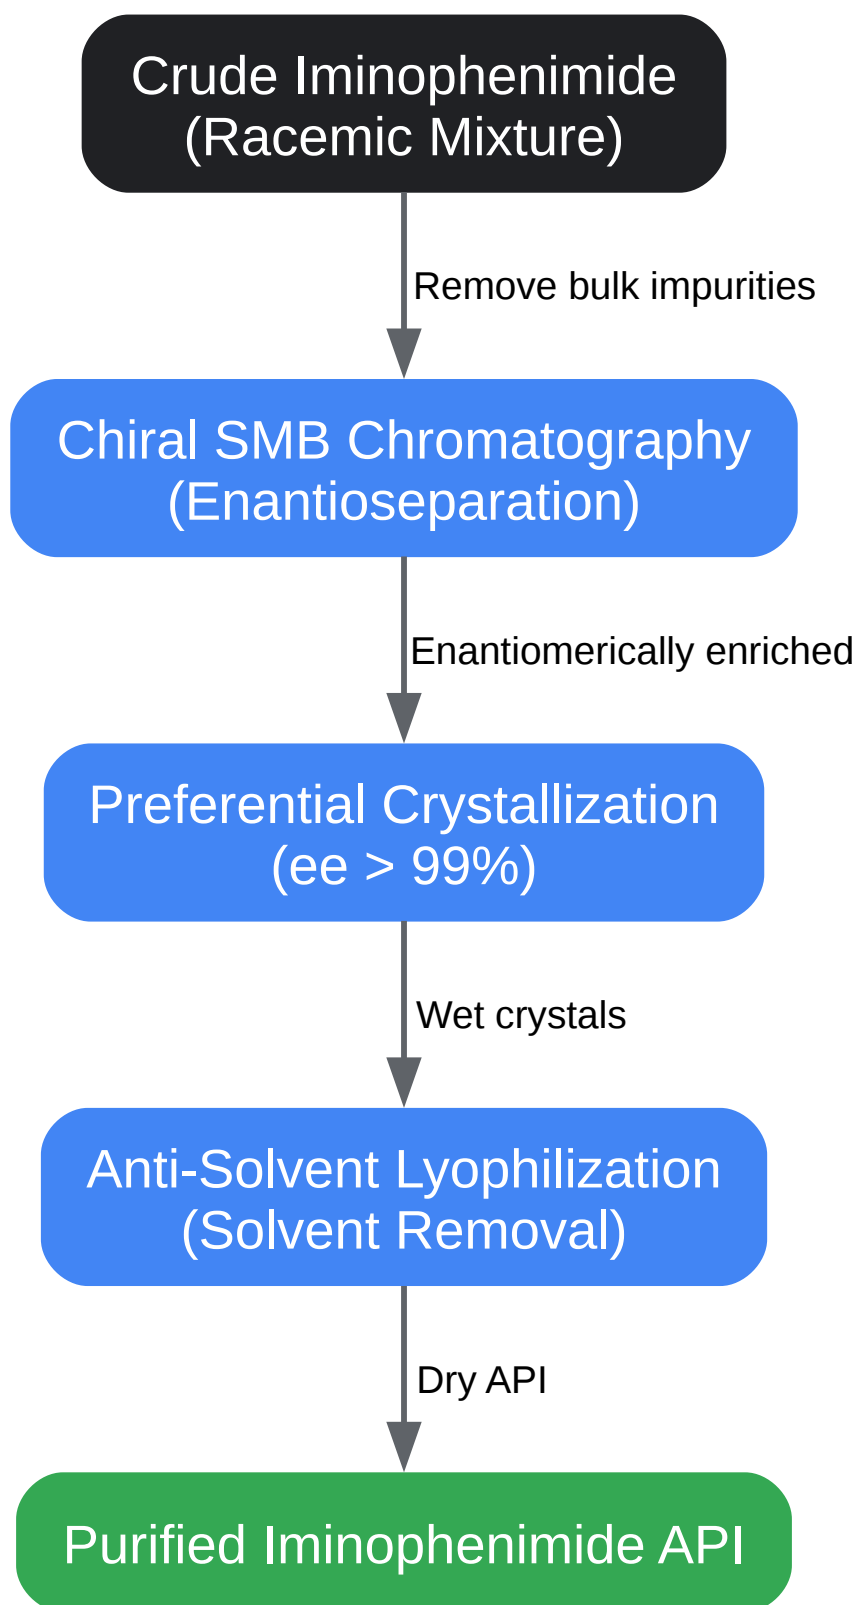 Crude Iminophenimide
(Racemic Mixture)
Remove bulk impurities
Chiral SMB Chromatography
(Enantioseparation)
Enantiomerically enriched
Preferential Crystallization
(ee > 99%)
Wet crystals
Anti-Solvent Lyophilization
(Solvent Removal)
Dry API
Purified Iminophenimide API